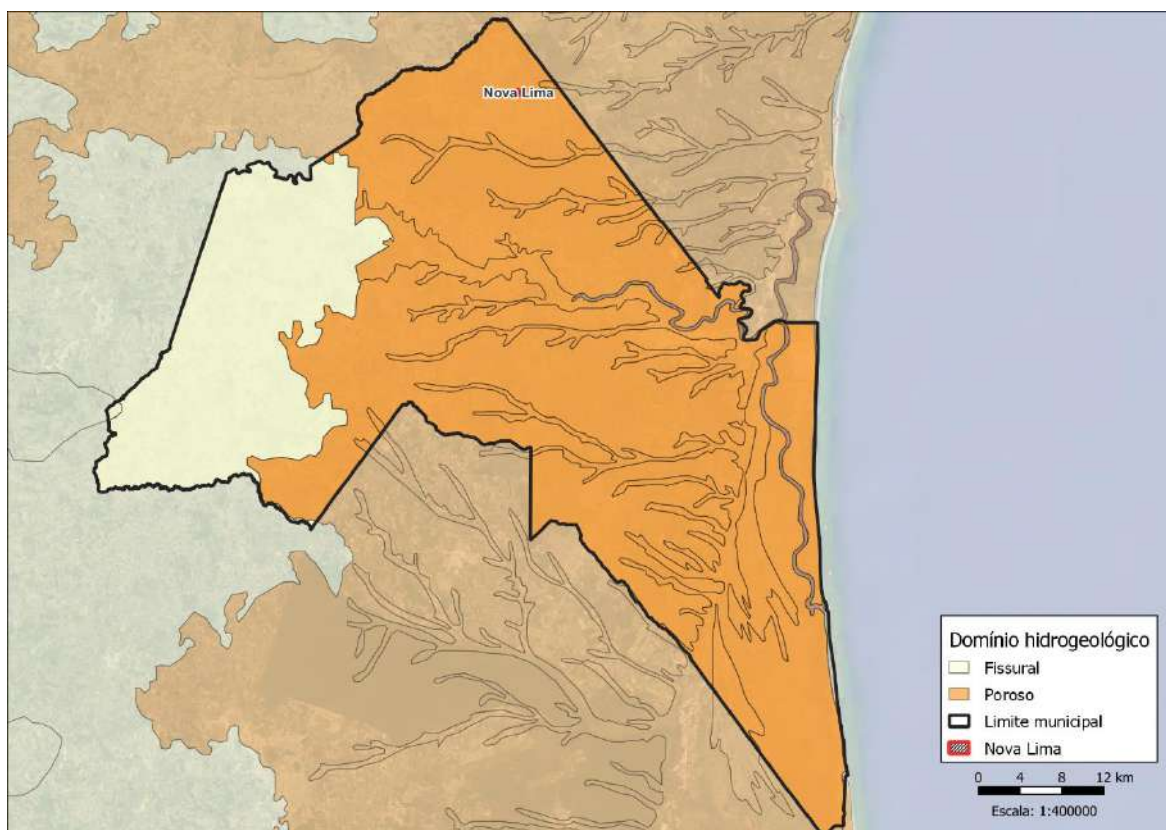 Nova Lima
Domínio hidrogeológico
Fissural
Poroso
Limite municipal
Nova Lima
0 4 8 12 km
Escala: 1:400000